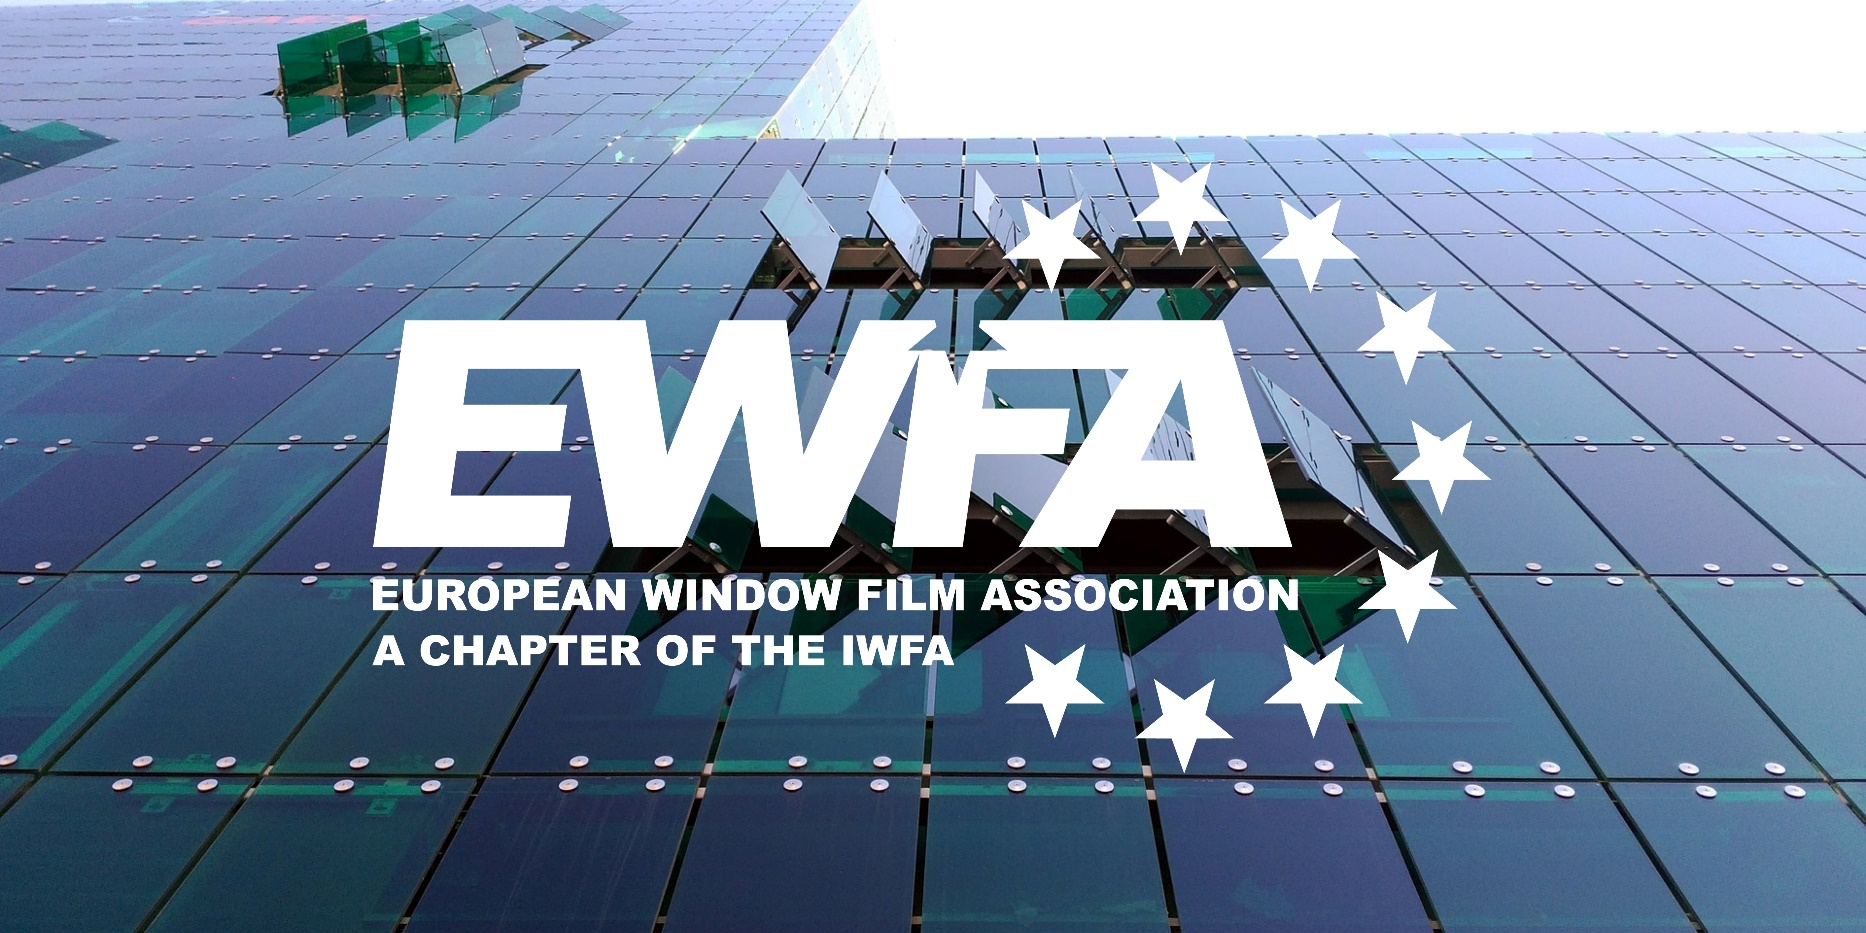 EWFA
EUROPEAN WINDOW FILM ASSOCIATION
A CHAPTER OF THE IWFA